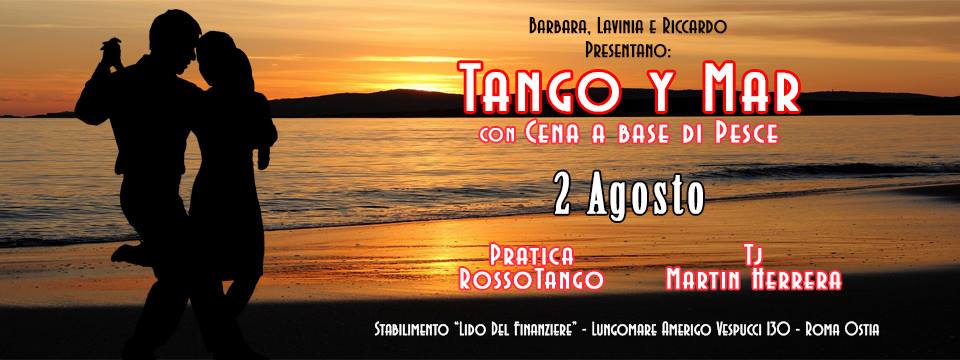 Barbara, Lavinia e Riccardo
Presentano:
Tango y Mar
con Cena a base di Pesce
2 Agosto
Pratica
RossoTango
Tj
Martin Herrera
Stabilimento "Lido Del Finanziere" - Lungomare Amerigo Vespucci 130 - Roma Ostia